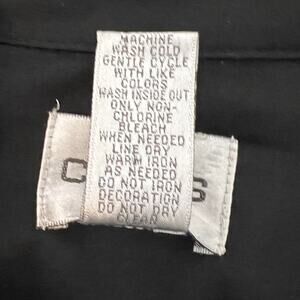 MACHINE
WASH COLD
GENTLE CYCLE
WITH LIKE
COLORS
WASH INSIDE OUT
ONLY NON-
CHLORINE
BLEACH
WHEN NEEDED
LINE DRY
WARM IRON
AS NEEDED
DO NOT IRON
DECORATION
DO NOT DRY
CLEAR